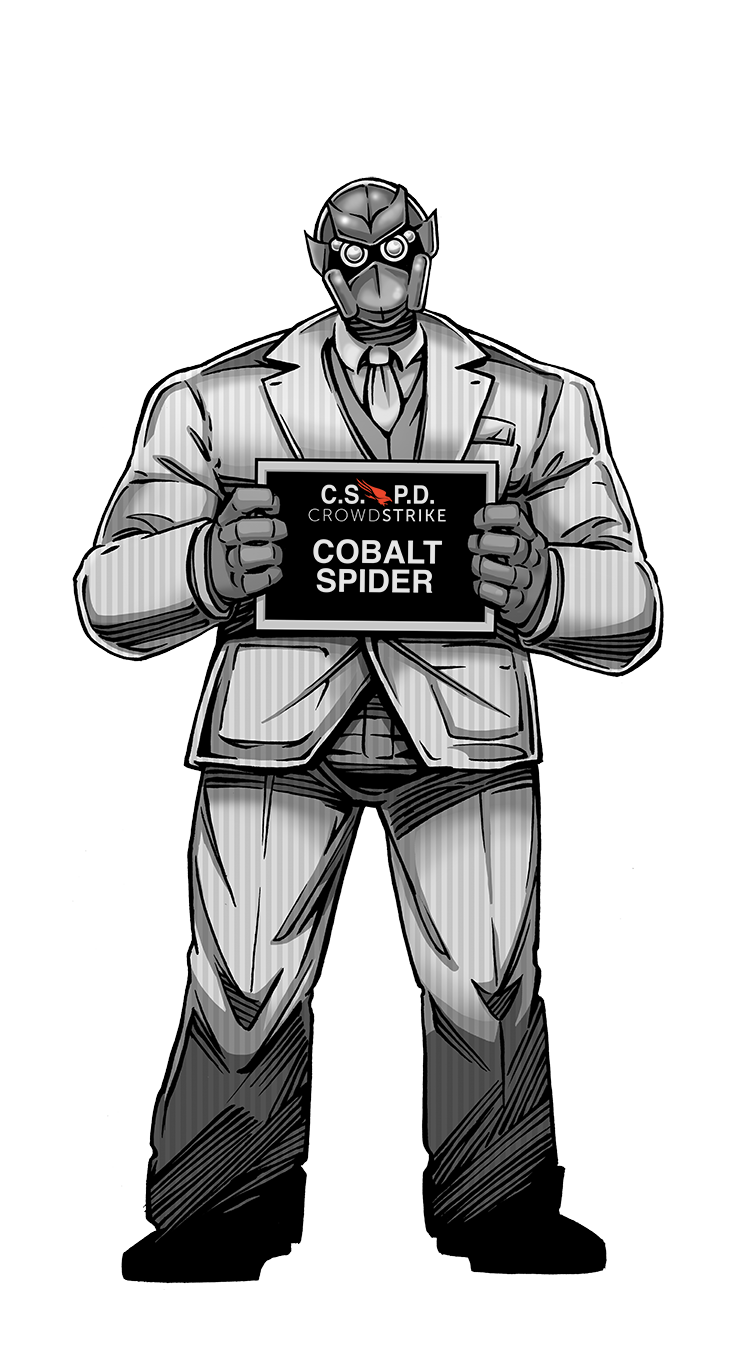 C.S. P.D.
CROWDSTRIKE
COBALT
SPIDER